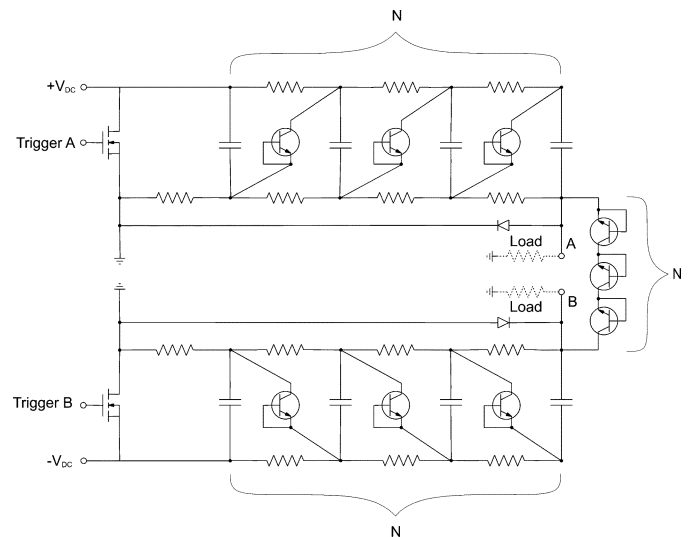 N
+VDC
Trigger A
Load
A
N
B
Load
Trigger B
-VDC
N